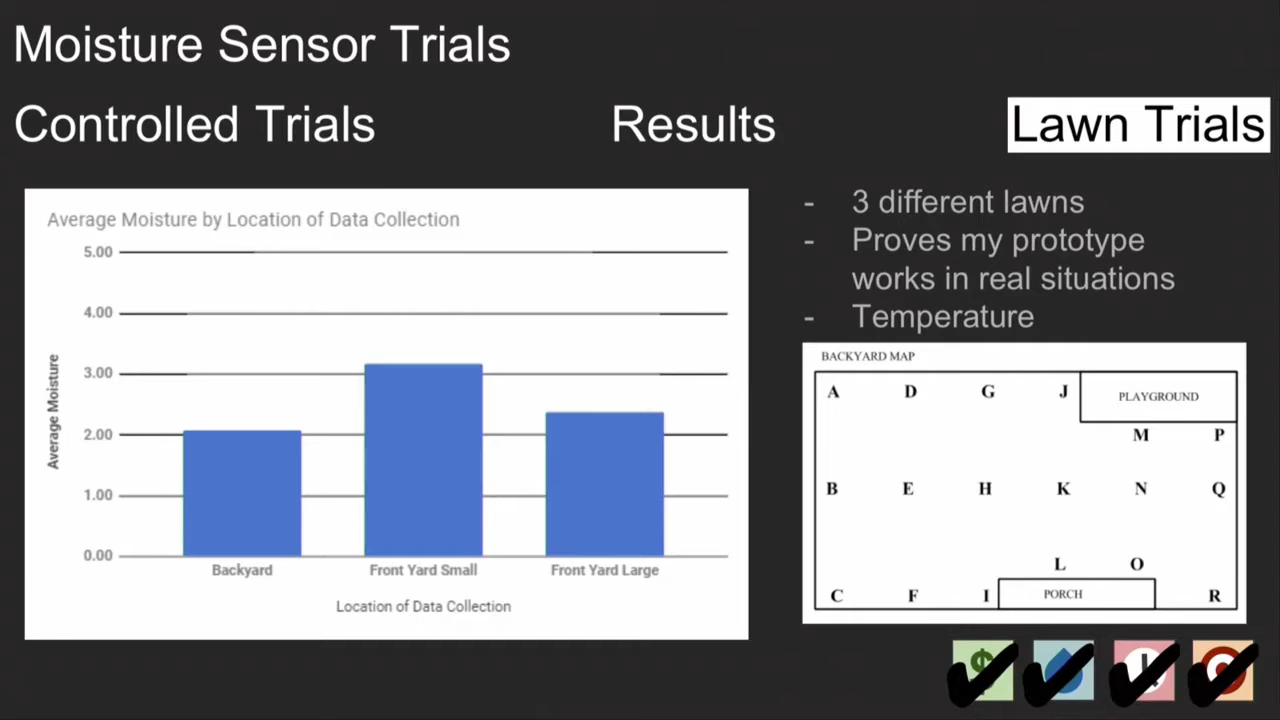 Moisture Sensor Trials
Controlled Trials
Results
Lawn Trials
Average Moisture by Location of Data Collection
5.00
4.00
3.00
2.00
1.00
0.00
Average Moisture
Backyard
Front Yard Small
Front Yard Large
Location of Data Collection
- 3 different lawns
- Proves my prototype
works in real situations
- Temperature
BACKYARD MAP
A D G J PLAYGROUND
M P
B E H K N Q
L O
C F I PORCH R
$